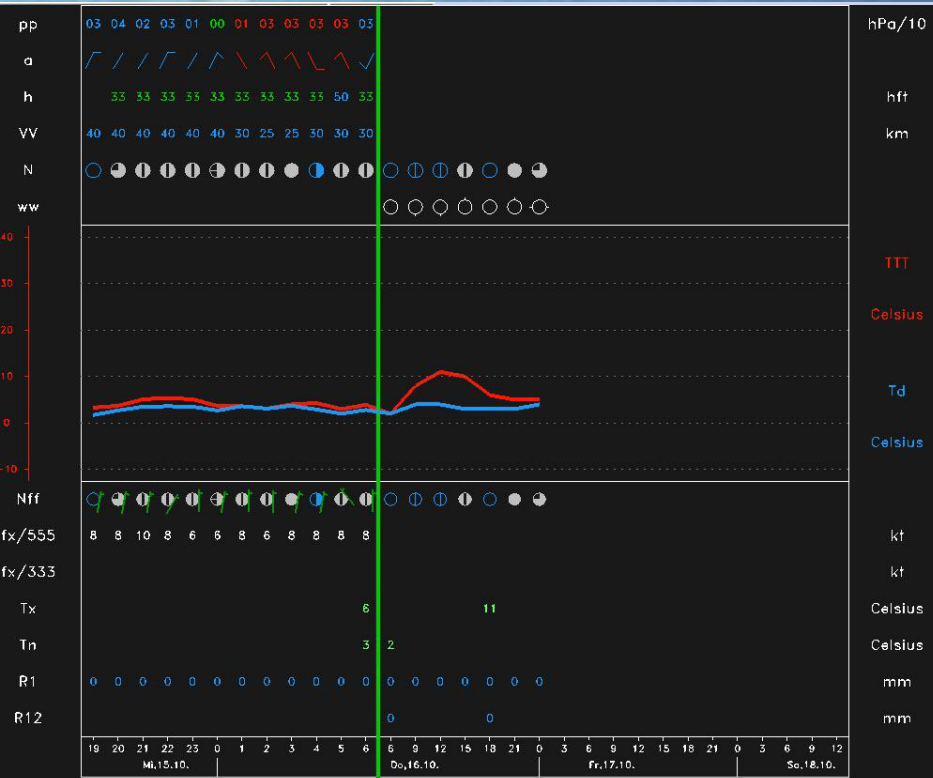 pp 03 04 02 03 01 00 01 03 03 03 03 03 hPa/10
a
h 33 33 33 33 33 33 33 33 33 50 33 hft
VV 40 40 40 40 40 40 30 25 25 30 30 30 km
N
ww
40
30
20
10
0
-10
TTT
Celsius
Td
Celsius
Nff
fx/555 8 8 10 8 6 6 8 6 8 8 8 8 kt
fx/333 kt
Tx 6 11 Celsius
Tn 3 2 Celsius
R1 0 0 0 0 0 0 0 0 0 0 0 0 0 0 0 0 0 0 0 mm
R12 0 0 mm
19 20 21 22 23 0 1 2 3 4 5 6 6 9 12 15 18 21 0 3 6 9 12 15 18 21 0 3 6 9 12
Mi,15.10. Do,16.10. Fr,17.10. Sa,18.10.